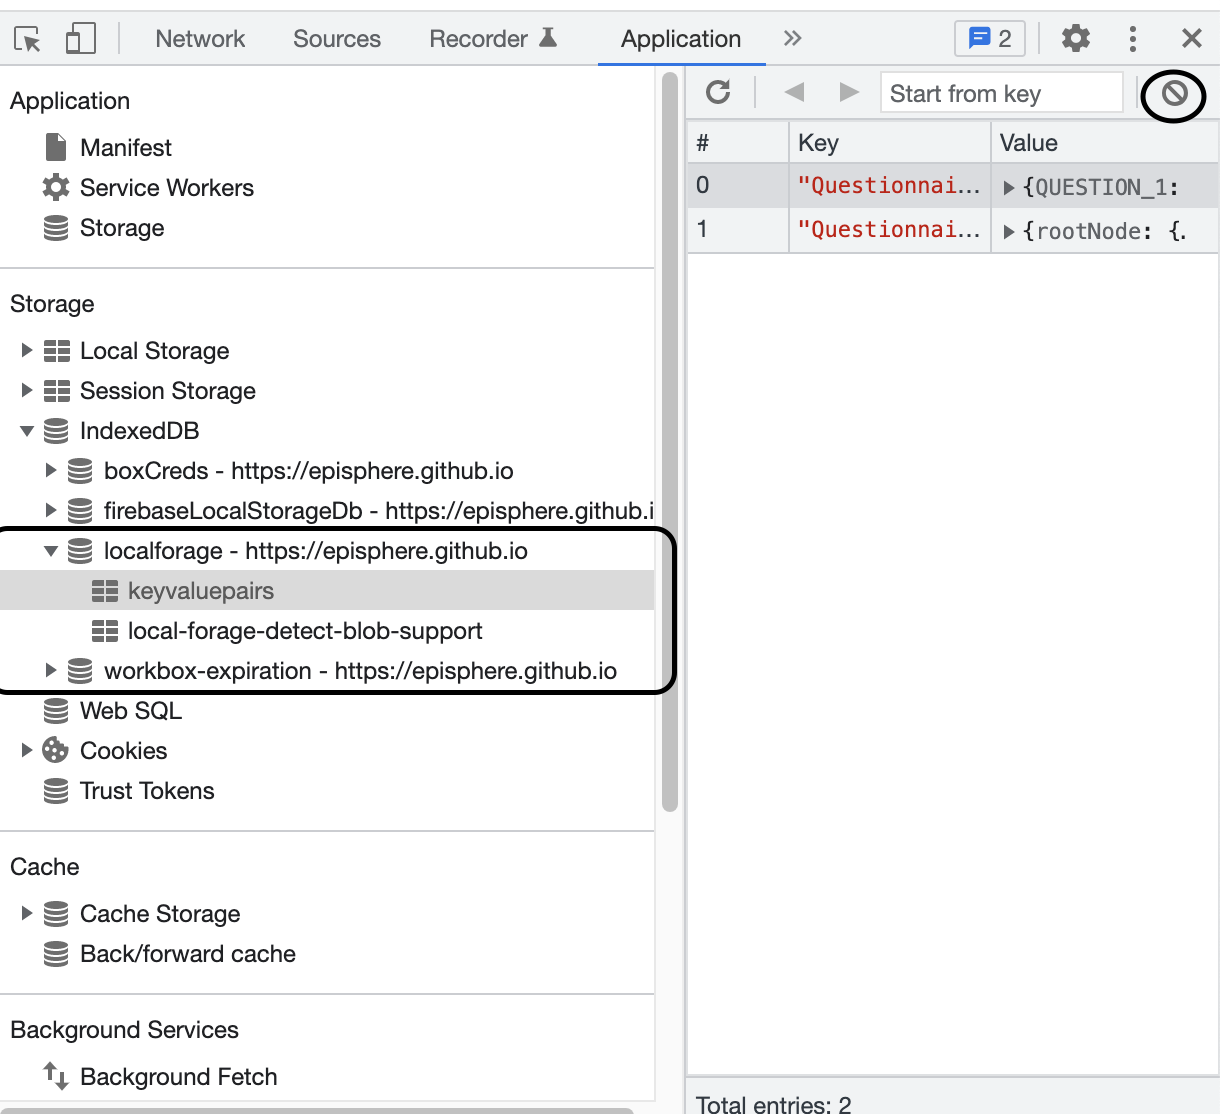 Network Sources Recorder Application 2
Application
Manifest
Service Workers
Storage
Storage
Local Storage
Session Storage
IndexedDB
boxCreds - https://episphere.github.io
firebaseLocalStorageDb - https://episphere.github.i
localforage - https://episphere.github.io
keyvaluepairs
local-forage-detect-blob-support
workbox-expiration - https://episphere.github.io
Web SQL
Cookies
Trust Tokens
Cache
Cache Storage
Back/forward cache
Background Services
Background Fetch
Start from key
# Key Value
0 "Questionnai... {QUESTION_1:
1 "Questionnai... {rootNode: {.
Total entries: 2